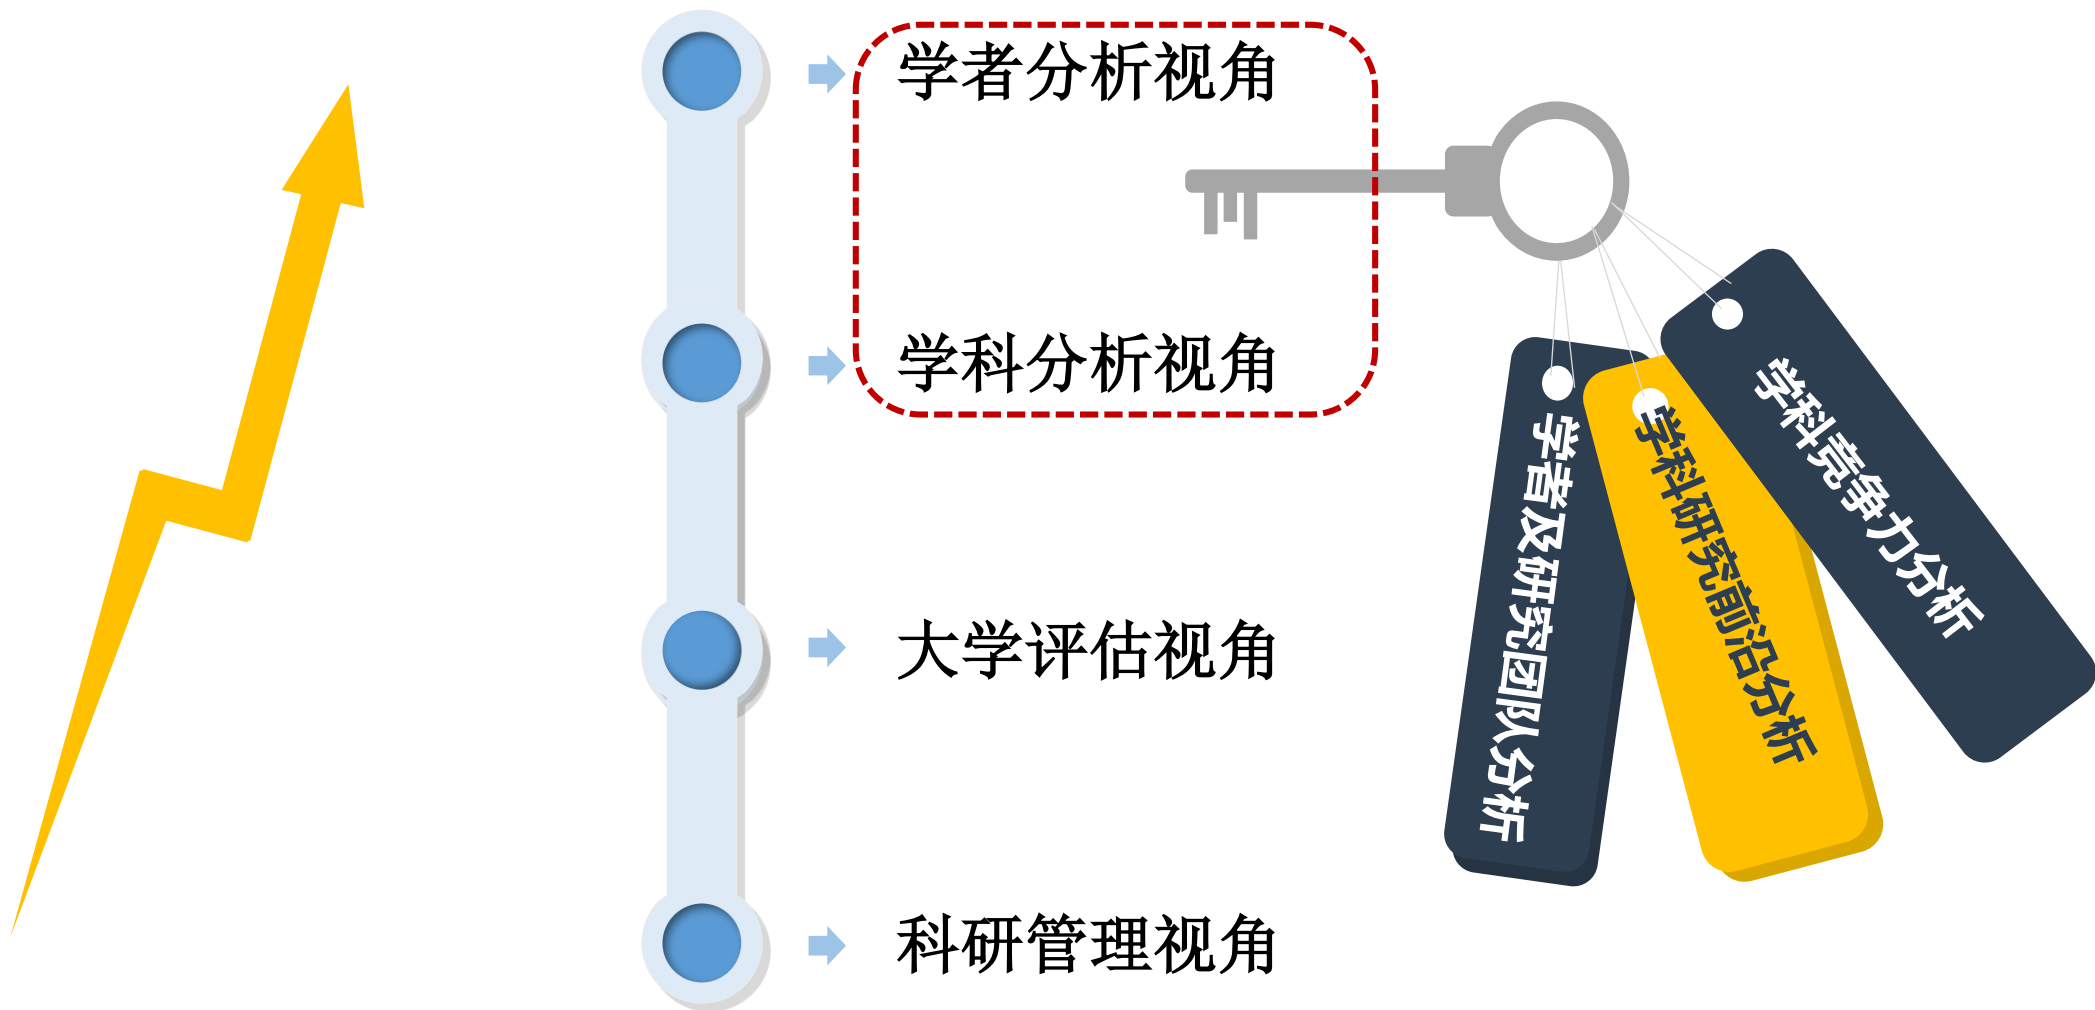 学者分析视角
学科分析视角
大学评估视角
科研管理视角
学者及研究团队分析
学科研究前沿分析
学科竞争力分析